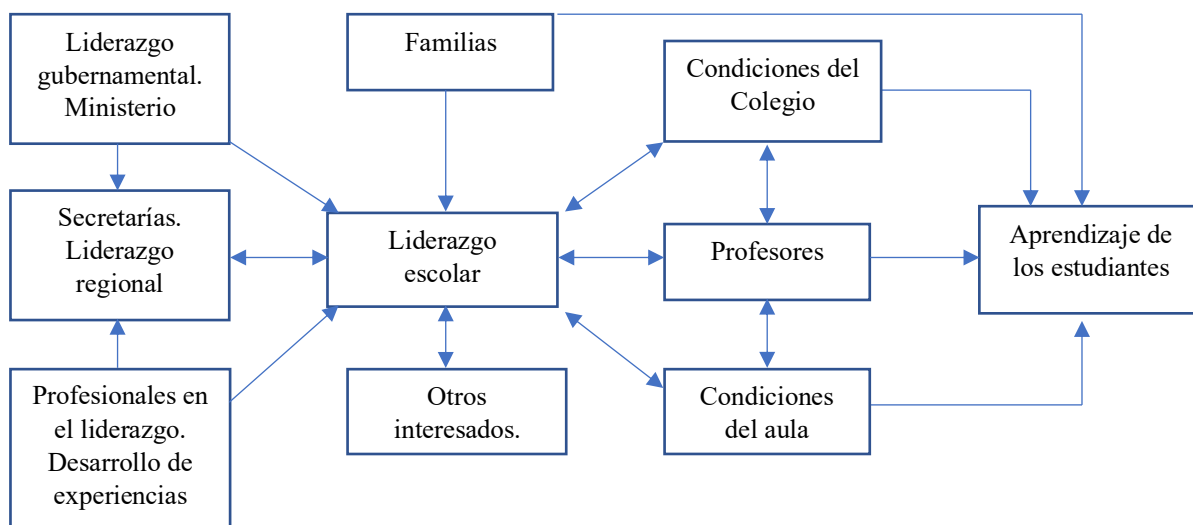 Liderazgo
gubernamental.
Ministerio
Familias
Condiciones del
Colegio
Secretarías.
Liderazgo
regional
Liderazgo
escolar
Profesores
Aprendizaje de
los estudiantes
Profesionales en
el liderazgo.
Desarrollo de
experiencias
Otros
interesados.
Condiciones
del aula